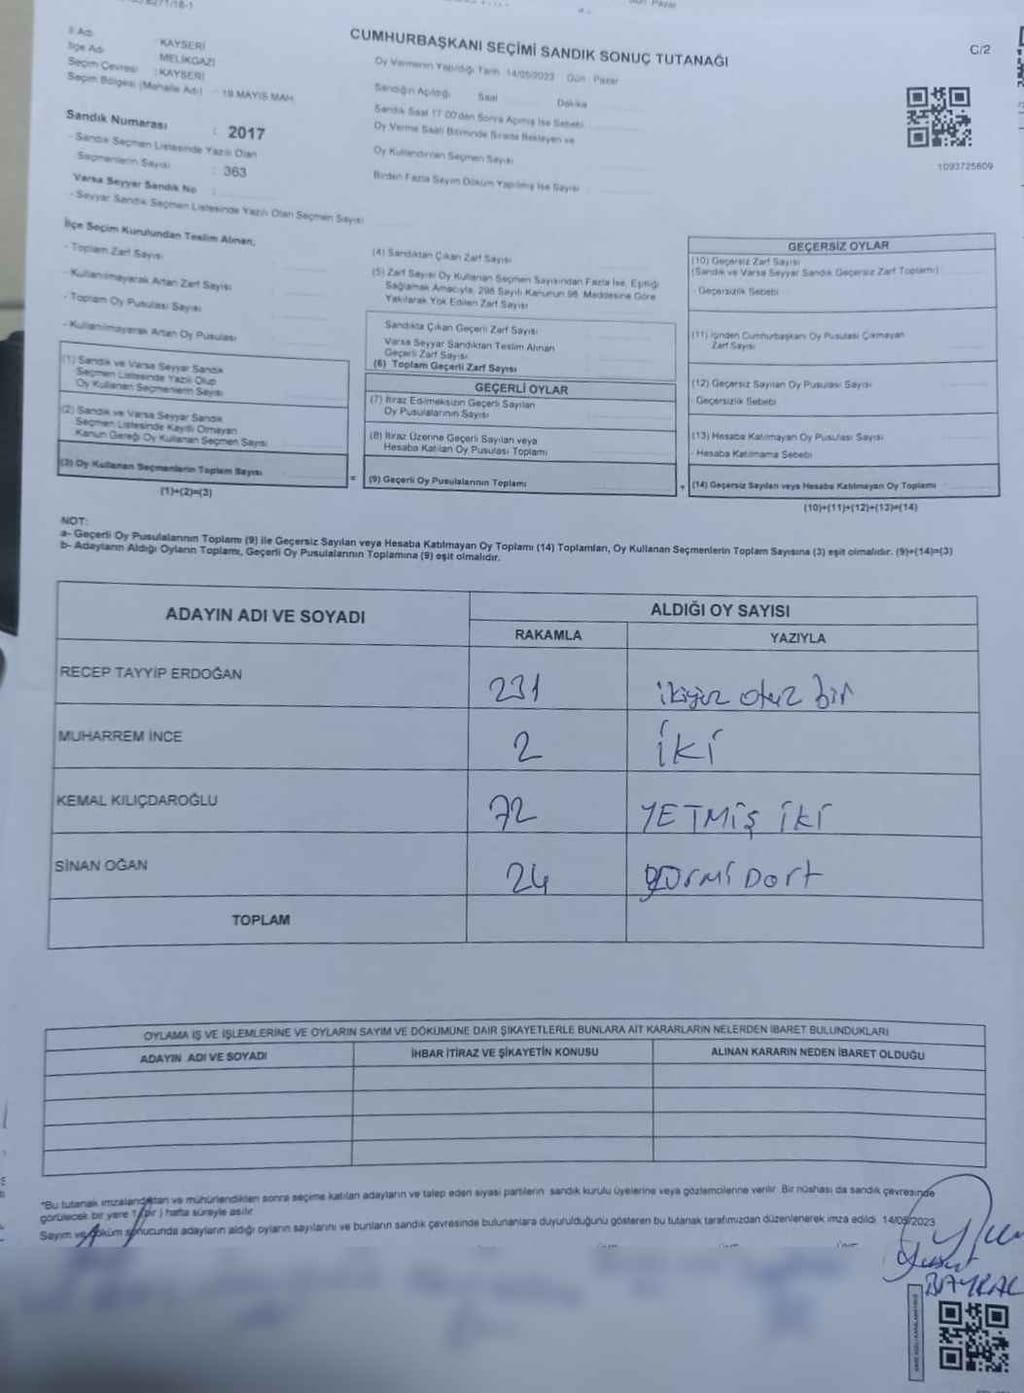 CUMHURBAŞKANI SEÇİMİ SANDIK SONUÇ TUTANAĞI
C/2
İl Adı : KAYSERİ
İlçe Adı : MELİKGAZİ
Seçim Çevresi : KAYSERİ
Seçim Bölgesi (Mahalle Adı) : 19 MAYIS MAH.
Oy Vermenin Yapıldığı Tarih 14/05/2023 Gün : Pazar
Sandığın Açıldığı Saat Dakika
Sandık Saat 17.00'den Sonra Açılmış İse Sebebi
Oy Verme Saati Bitiminde Sırada Bekleyen ve
Oy Kullandırılan Seçmen Sayısı
Birden Fazla Sayım Döküm Yapılmış İse Sayısı
1093725609
Sandık Numarası : 2017
- Sandık Seçmen Listesinde Yazılı Olan
Seçmenlerin Sayısı : 363
Varsa Seyyar Sandık No :
- Seyyar Sandık Seçmen Listesinde Yazılı Olan Seçmen Sayısı
İlçe Seçim Kurulundan Teslim Alınan;
- Toplam Zarf Sayısı
- Kullanılmayarak Artan Zarf Sayısı
- Toplam Oy Pusulası Sayısı
- Kullanılmayarak Artan Oy Pusulası
(1) Sandık ve Varsa Seyyar Sandık
Seçmen Listesinde Yazılı Olup
Oy Kullanan Seçmenlerin Sayısı
(2) Sandık ve Varsa Seyyar Sandık
Seçmen Listesinde Kayıtlı Olmayan
Kanun Gereği Oy Kullanan Seçmen Sayısı
(3) Oy Kullanan Seçmenlerin Toplam Sayısı
(1)+(2)=(3)
(4) Sandıktan Çıkan Zarf Sayısı
(5) Zarf Sayısı Oy Kullanan Seçmen Sayısından Fazla İse, Eşitliği
Sağlamak Amacıyla, 298 Sayılı Kanunun 98. Maddesine Göre
Yakılarak Yok Edilen Zarf Sayısı
Sandıkta Çıkan Geçerli Zarf Sayısı
Varsa Seyyar Sandıktan Teslim Alınan
Geçerli Zarf Sayısı
(6) Toplam Geçerli Zarf Sayısı
GEÇERLİ OYLAR
(7) İtiraz Edilmeksizin Geçerli Sayılan
Oy Pusulalarının Sayısı
(8) İtiraz Üzerine Geçerli Sayılan veya
Hesaba Katılan Oy Pusulası Toplamı
= (9) Geçerli Oy Pusulalarının Toplamı
GEÇERSİZ OYLAR
(10) Geçersiz Zarf Sayısı
(Sandık ve Varsa Seyyar Sandık Geçersiz Zarf Toplamı)
- Geçersizlik Sebebi
(11) İçinden Cumhurbaşkanı Oy Pusulası Çıkmayan
Zarf Sayısı
(12) Geçersiz Sayılan Oy Pusulası Sayısı
- Geçersizlik Sebebi
(13) Hesaba Katılmayan Oy Pusulası Sayısı
- Hesaba Katılmama Sebebi
+ (14) Geçersiz Sayılan veya Hesaba Katılmayan Oy Toplamı
(10)+(11)+(12)+(13)=(14)
NOT:
a- Geçerli Oy Pusulalarının Toplamı (9) ile Geçersiz Sayılan veya Hesaba Katılmayan Oy Toplamı (14) Toplamları, Oy Kullanan Seçmenlerin Toplam Sayısına (3) eşit olmalıdır. (9)+(14)=(3)
b- Adayların Aldığı Oyların Toplamı, Geçerli Oy Pusulalarının Toplamına (9) eşit olmalıdır.
ADAYIN ADI VE SOYADI
ALDIĞI OY SAYISI
RAKAMLA YAZIYLA
RECEP TAYYİP ERDOĞAN 231 ikiyüz otuz bir
MUHARREM İNCE 2 İKİ
KEMAL KILIÇDAROĞLU 72 YETMİŞ İKİ
SİNAN OĞAN 24 yirmi Dört
TOPLAM
OYLAMA İŞ VE İŞLEMLERİNE VE OYLARIN SAYIM VE DÖKÜMÜNE DAİR ŞİKAYETLERLE BUNLARA AİT KARARLARIN NELERDEN İBARET BULUNDUKLARI
ADAYIN ADI VE SOYADI İHBAR İTİRAZ VE ŞİKAYETİN KONUSU ALINAN KARARIN NEDEN İBARET OLDUĞU
*Bu tutanak imzalandıktan ve mühürlendikten sonra seçime katılan adayların ve talep eden siyasi partilerin sandık kurulu üyelerine veya gözlemcilerine verilir. Bir nüshası da sandık çevresinde
görülecek bir yere 1 (bir) hafta süreyle asılır.
Sayım ve döküm sonucunda adayların aldığı oyların sayılarını ve bunların sandık çevresinde bulunanlara duyurulduğunu gösteren bu tutanak tarafımızdan düzenlenerek imza edildi. 14/05/2023